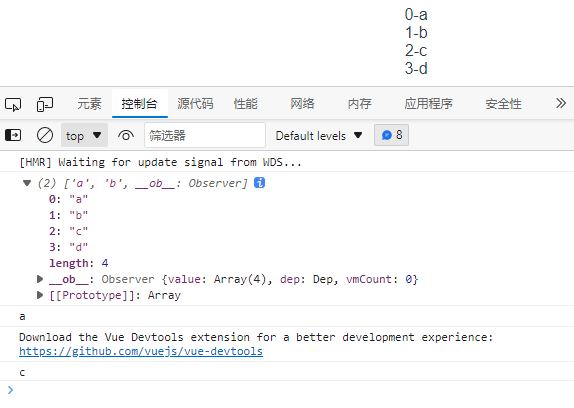 0-a
1-b
2-c
3-d
元素 控制台 源代码 性能 网络 内存 应用程序 安全性
top 筛选器 Default levels 8
[HMR] Waiting for update signal from WDS...
(2) ['a', 'b', __ob__: Observer]
0: "a"
1: "b"
2: "c"
3: "d"
length: 4
__ob__: Observer {value: Array(4), dep: Dep, vmCount: 0}
[[Prototype]]: Array
a
Download the Vue Devtools extension for a better development experience:
https://github.com/vuejs/vue-devtools
c